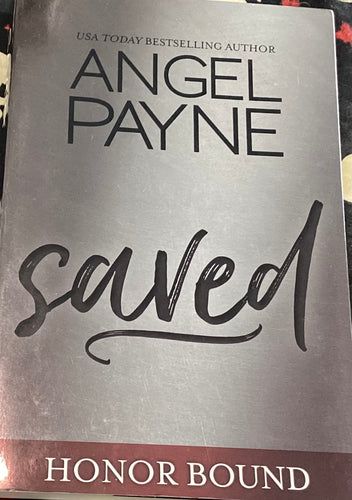 USA TODAY BESTSELLING AUTHOR
ANGEL
PAYNE
saved
HONOR BOUND